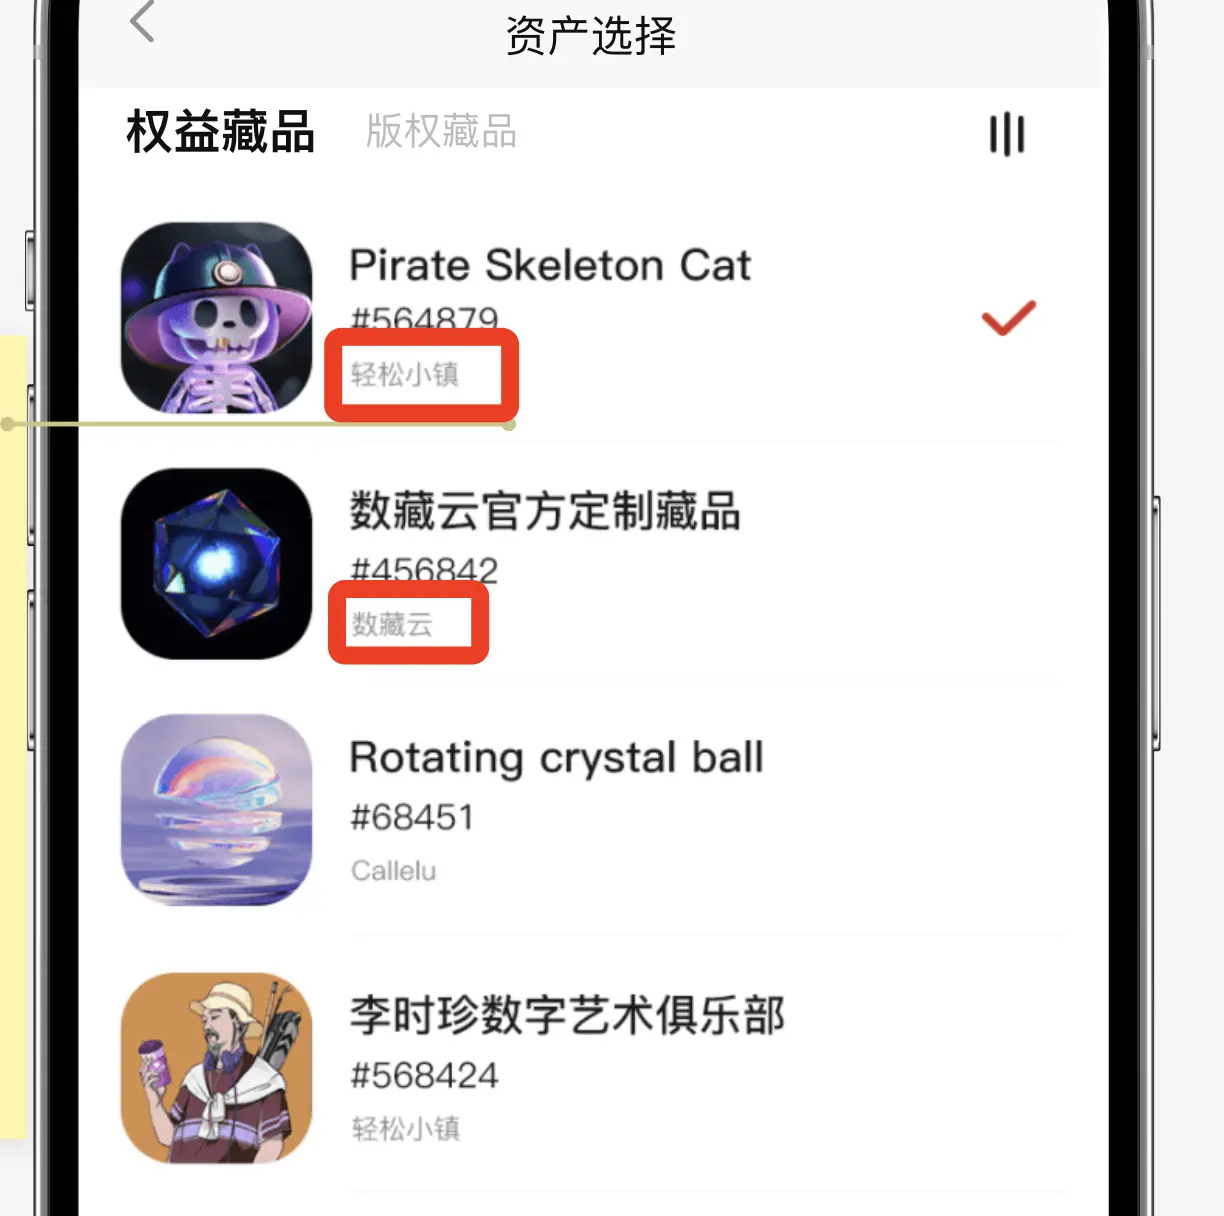 资产选择
权益藏品 版权藏品
Pirate Skeleton Cat
#564879
轻松小镇
数藏云官方定制藏品
#456842
数藏云
Rotating crystal ball
#68451
Callelu
李时珍数字艺术俱乐部
#568424
轻松小镇